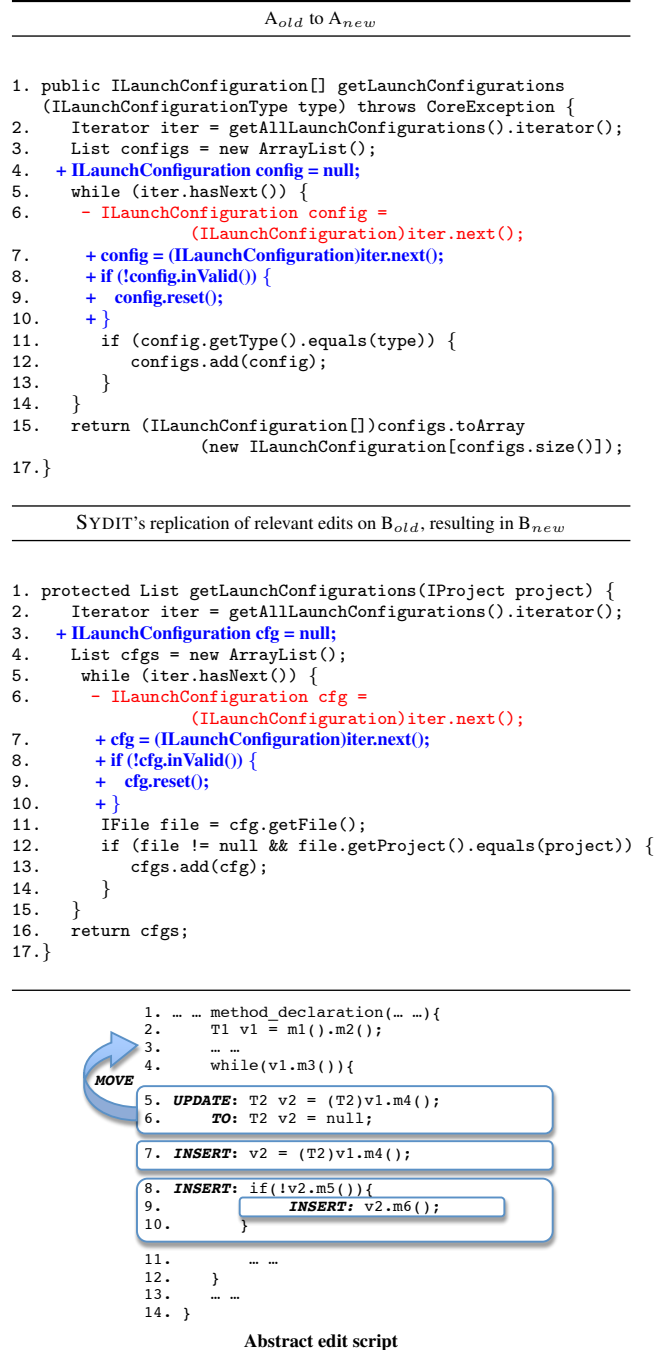 A_old to A_new
1. public ILaunchConfiguration[] getLaunchConfigurations
(ILaunchConfigurationType type) throws CoreException {
2. Iterator iter = getAllLaunchConfigurations().iterator();
3. List configs = new ArrayList();
4. + ILaunchConfiguration config = null;
5. while (iter.hasNext()) {
6. - ILaunchConfiguration config =
(ILaunchConfiguration)iter.next();
7. + config = (ILaunchConfiguration)iter.next();
8. + if (!config.inValid()) {
9. + config.reset();
10. + }
11. if (config.getType().equals(type)) {
12. configs.add(config);
13. }
14. }
15. return (ILaunchConfiguration[])configs.toArray
(new ILaunchConfiguration[configs.size()]);
17.}
SYDIT's replication of relevant edits on B_old, resulting in B_new
1. protected List getLaunchConfigurations(IProject project) {
2. Iterator iter = getAllLaunchConfigurations().iterator();
3. + ILaunchConfiguration cfg = null;
4. List cfgs = new ArrayList();
5. while (iter.hasNext()) {
6. - ILaunchConfiguration cfg =
(ILaunchConfiguration)iter.next();
7. + cfg = (ILaunchConfiguration)iter.next();
8. + if (!cfg.inValid()) {
9. + cfg.reset();
10. + }
11. IFile file = cfg.getFile();
12. if (file != null && file.getProject().equals(project)) {
13. cfgs.add(cfg);
14. }
15. }
16. return cfgs;
17.}
1. … … method_declaration(… …){
2. T1 v1 = m1().m2();
3. … …
4. while(v1.m3()){
MOVE
5. UPDATE: T2 v2 = (T2)v1.m4();
6. TO: T2 v2 = null;
7. INSERT: v2 = (T2)v1.m4();
8. INSERT: if(!v2.m5()){
9. INSERT: v2.m6();
10. }
11. … …
12. }
13. … …
14. }
Abstract edit script